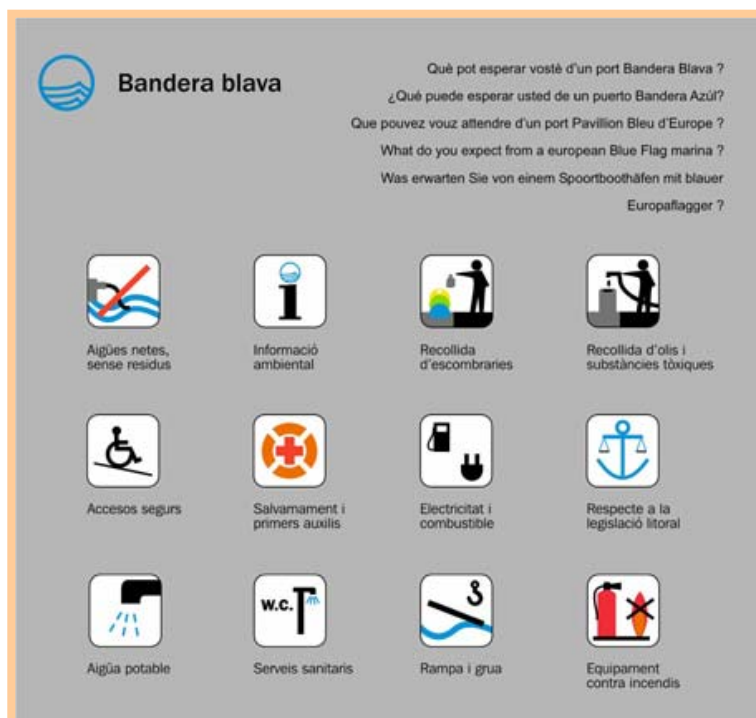 Bandera blava
Què pot esperar vostè d'un port Bandera Blava ?
¿Qué puede esperar usted de un puerto Bandera Azúl?
Que pouvez vouz attendre d'un port Pavillion Bleu d'Europe ?
What do you expect from a european Blue Flag marina ?
Was erwarten Sie von einem Spoortboothäfen mit blauer
Europaflagger ?
Aigües netes,
sense residus
Informació
ambiental
Recollida
d'escombraries
Recollida d'olis i
substàncies tòxiques
Accesos segurs
Salvamament i
primers auxilis
Electricitat i
combustible
Respecte a la
legislació litoral
Aigüa potable
w.c.
Serveis sanitaris
Rampa i grua
Equipament
contra incendis